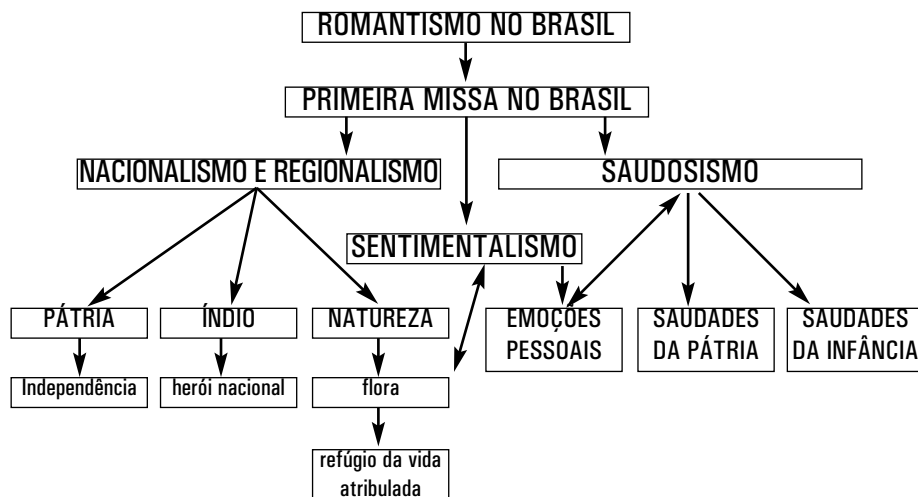 ROMANTISMO NO BRASIL
PRIMEIRA MISSA NO BRASIL
NACIONALISMO E REGIONALISMO
SAUDOSISMO
SENTIMENTALISMO
PÁTRIA
ÍNDIO
NATUREZA
EMOÇÕES
PESSOAIS
SAUDADES
DA PÁTRIA
SAUDADES
DA INFÂNCIA
Independência
herói nacional
flora
refúgio da vida
atribulada